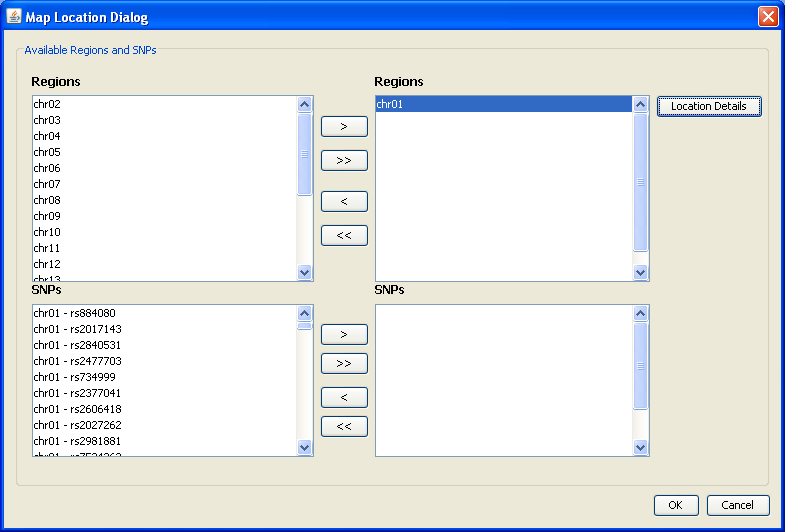 Map Location Dialog
Available Regions and SNPs
Regions
chr02
chr03
chr04
chr05
chr06
chr07
chr08
chr09
chr10
chr11
chr12
chr13
>
>>
<
<<
Regions
chr01
Location Details
SNPs
chr01 - rs884080
chr01 - rs2017143
chr01 - rs2840531
chr01 - rs2477703
chr01 - rs734999
chr01 - rs2377041
chr01 - rs2606418
chr01 - rs2027262
chr01 - rs2981881
chr01 -
>
>>
<
<<
SNPs
OK
Cancel